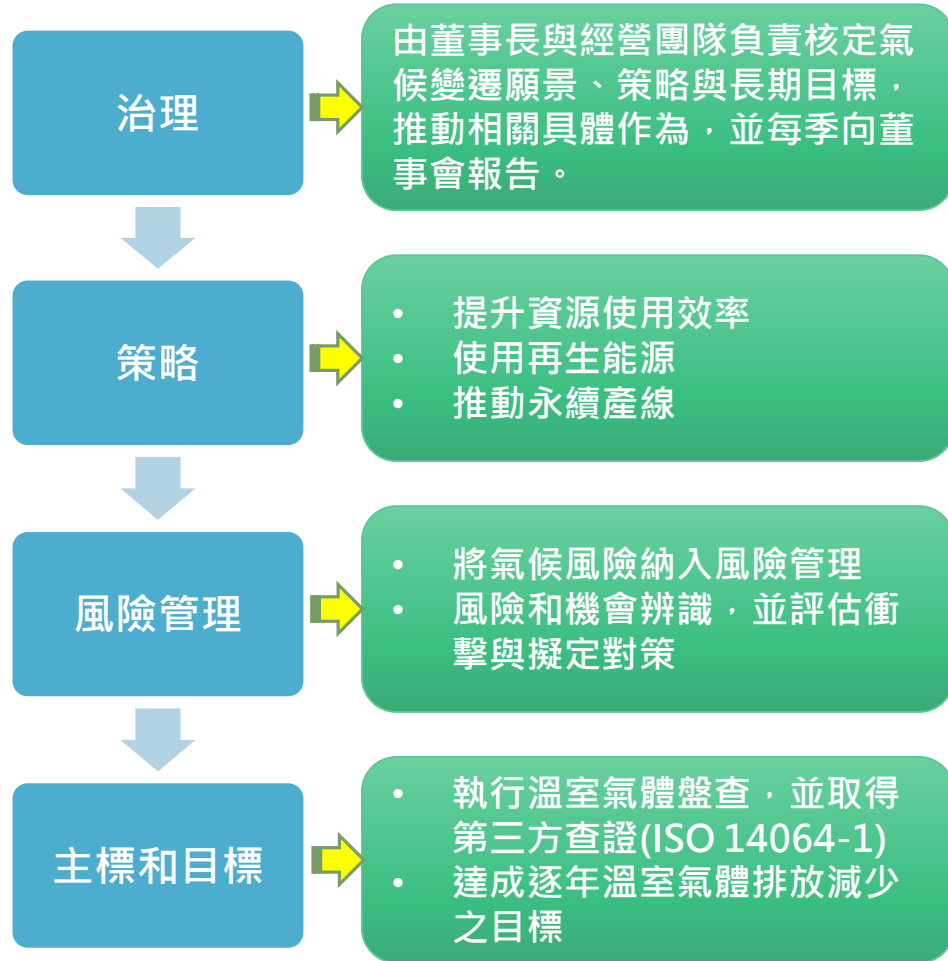 治理
由董事長與經營團隊負責核定氣
候變遷願景、策略與長期目標，
推動相關具體作為，並每季向董
事會報告。
策略
• 提升資源使用效率
• 使用再生能源
• 推動永續產線
風險管理
• 將氣候風險納入風險管理
• 風險和機會辨識，並評估衝
擊與擬定對策
主標和目標
• 執行溫室氣體盤查，並取得
第三方查證(ISO 14064-1)
• 達成逐年溫室氣體排放減少
之目標